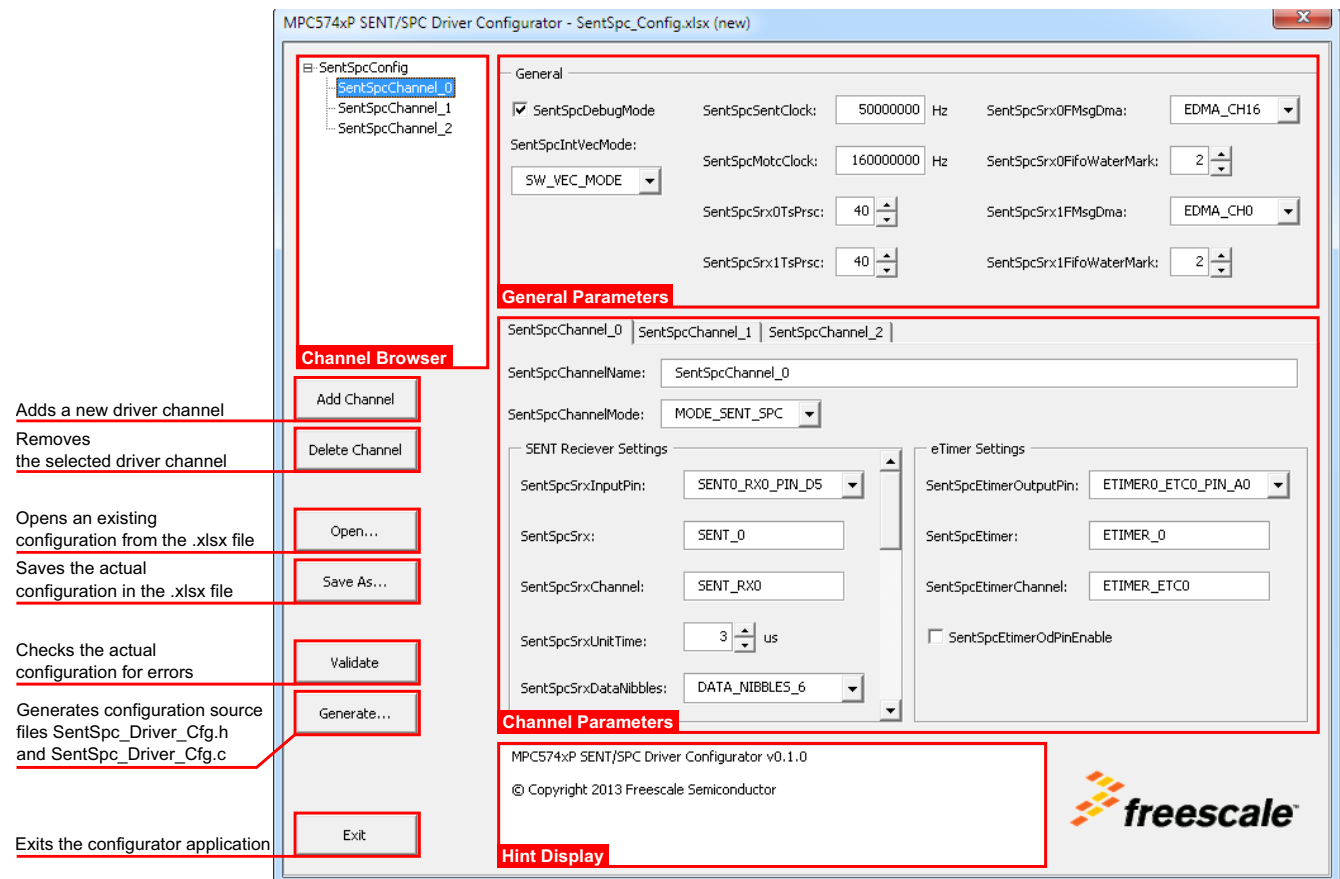 MPC574xP SENT/SPC Driver Configurator - SentSpc_Config.xlsx (new)
x
SentSpcConfig
SentSpcChannel_0
SentSpcChannel_1
SentSpcChannel_2
Channel Browser
General
SentSpcDebugMode
SentSpcIntVecMode:
SW_VEC_MODE
SentSpcSentClock: 50000000 Hz
SentSpcMotcClock: 160000000 Hz
SentSpcSrx0TsPrsc: 40
SentSpcSrx1TsPrsc: 40
SentSpcSrx0FMsgDma: EDMA_CH16
SentSpcSrx0FifoWaterMark: 2
SentSpcSrx1FMsgDma: EDMA_CH0
SentSpcSrx1FifoWaterMark: 2
General Parameters
SentSpcChannel_0 SentSpcChannel_1 SentSpcChannel_2
SentSpcChannelName: SentSpcChannel_0
SentSpcChannelMode: MODE_SENT_SPC
SENT Reciever Settings
SentSpcSrxInputPin: SENT0_RX0_PIN_D5
SentSpcSrx: SENT_0
SentSpcSrxChannel: SENT_RX0
SentSpcSrxUnitTime: 3 us
SentSpcSrxDataNibbles: DATA_NIBBLES_6
eTimer Settings
SentSpcEtimerOutputPin: ETIMER0_ETC0_PIN_A0
SentSpcEtimer: ETIMER_0
SentSpcEtimerChannel: ETIMER_ETC0
SentSpcEtimerOdPinEnable
Channel Parameters
Adds a new driver channel
Add Channel
Removes
the selected driver channel
Delete Channel
Opens an existing
configuration from the .xlsx file
Open...
Saves the actual
configuration in the .xlsx file
Save As...
Checks the actual
configuration for errors
Validate
Generates configuration source
files SentSpc_Driver_Cfg.h
and SentSpc_Driver_Cfg.c
Generate...
Exits the configurator application
Exit
MPC574xP SENT/SPC Driver Configurator v0.1.0
© Copyright 2013 Freescale Semiconductor
Hint Display
freescale™